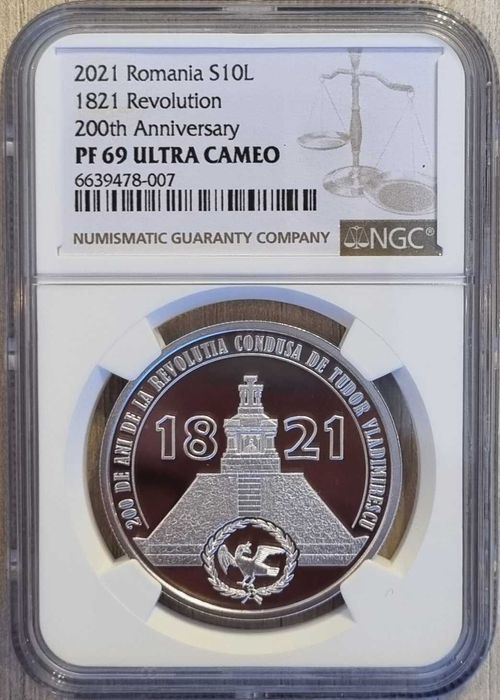 2021 Romania S10L
1821 Revolution
200th Anniversary
PF 69 ULTRA CAMEO
6639478-007
NUMISMATIC GUARANTY COMPANY NGC®
200 DE ANI DE LA REVOLUTIA CONDUSA DE TUDOR VLADIMIRESCU
18 21